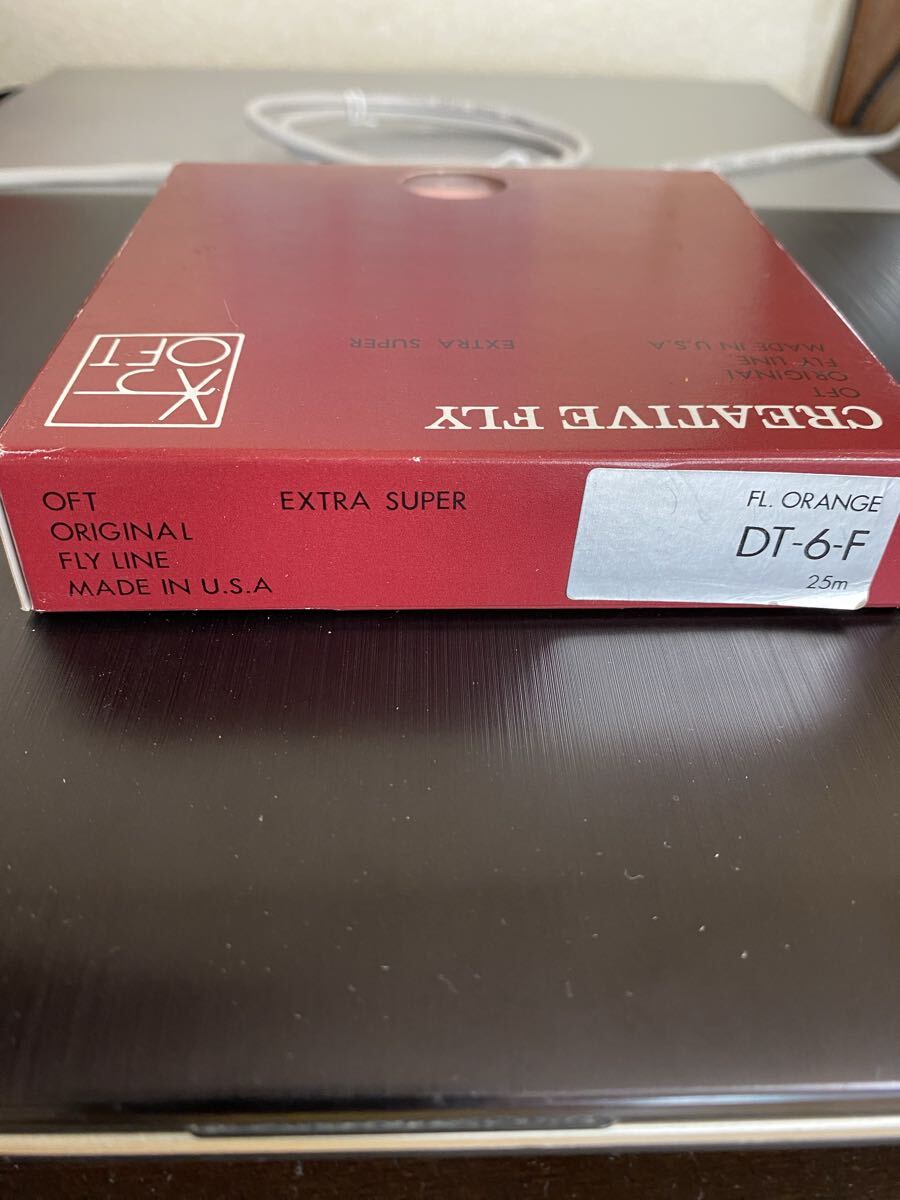 OFT
EXTRA SUPER
OFT
ORIGINAL
FLY LINE.
MADE IN U.S.A
CREATIVE FLY
OFT
ORIGINAL
FLY LINE
MADE IN U.S.A
EXTRA SUPER
FL. ORANGE
DT-6-F
25m